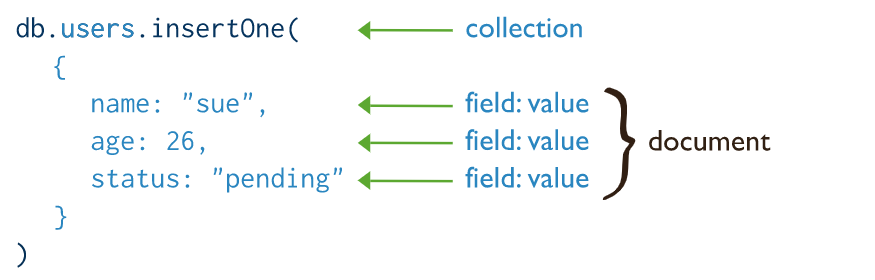 db.users.insertOne( collection
{
name: "sue", field: value
age: 26, field: value document
status: "pending" field: value
}
)